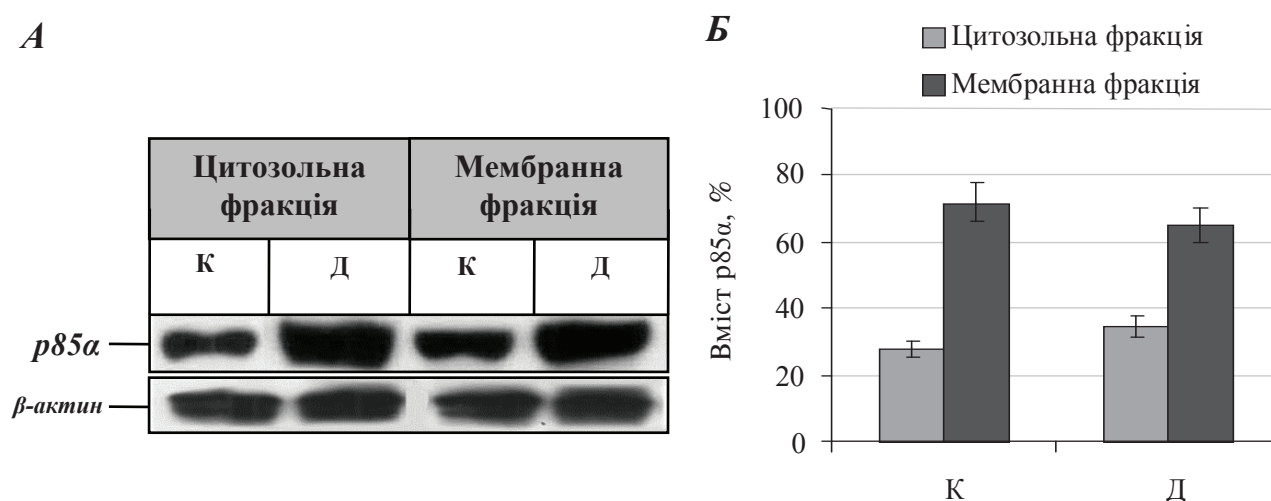 А
Цитозольна фракція
Мембранна фракція
К
Д
К
Д
p85α
β-актин
Б
Цитозольна фракція
Мембранна фракція
Вміст p85α, %
100
80
60
40
20
0
К
Д